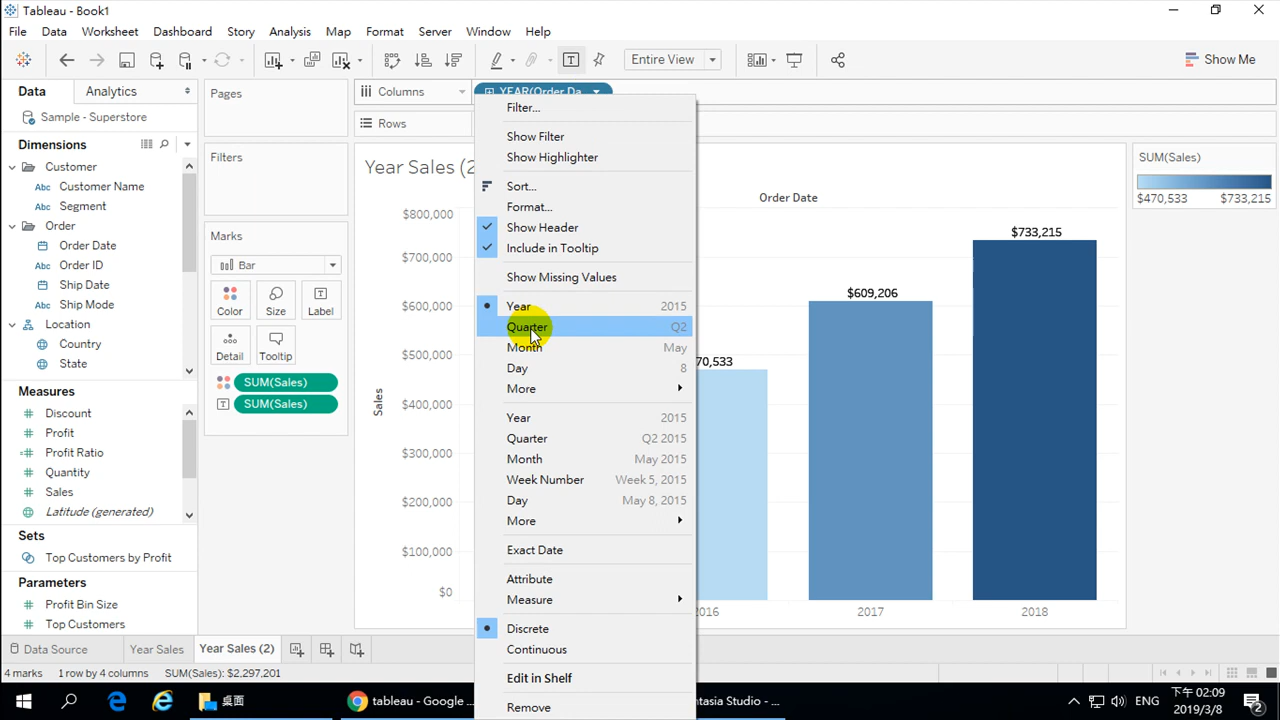 Tableau - Book1
File Data Worksheet Dashboard Story Analysis Map Format Server Window Help
Entire View
Show Me
Data Analytics
Sample - Superstore
Dimensions
Customer
Abc Customer Name
Abc Segment
Order
Order Date
Abc Order ID
Ship Date
Abc Ship Mode
Location
Country
State
Measures
# Discount
# Profit
=# Profit Ratio
# Quantity
# Sales
Latitude (generated)
Sets
Top Customers by Profit
Parameters
# Profit Bin Size
# Top Customers
Pages
Filters
Marks
Bar
Color Size Label
Detail Tooltip
SUM(Sales)
SUM(Sales)
Columns
YEAR(Order Da
Rows
Year Sales (2
Order Date
Sales
$800,000
$700,000
$600,000
$500,000
$400,000
$300,000
$200,000
$100,000
$0
70,533
$609,206
$733,215
2016 2017 2018
Filter...
Show Filter
Show Highlighter
Sort...
Format...
Show Header
Include in Tooltip
Show Missing Values
Year 2015
Quarter Q2
Month May
Day 8
More
Year 2015
Quarter Q2 2015
Month May 2015
Week Number Week 5, 2015
Day May 8, 2015
More
Exact Date
Attribute
Measure
Discrete
Continuous
Edit in Shelf
Remove
SUM(Sales)
$470,533 $733,215
Data Source Year Sales Year Sales (2)
4 marks 1 row by 4 columns SUM(Sales): $2,297,201
桌面
tableau - Google ...
ntasia Studio - ...
ENG
下午 02:09
2019/3/8
2